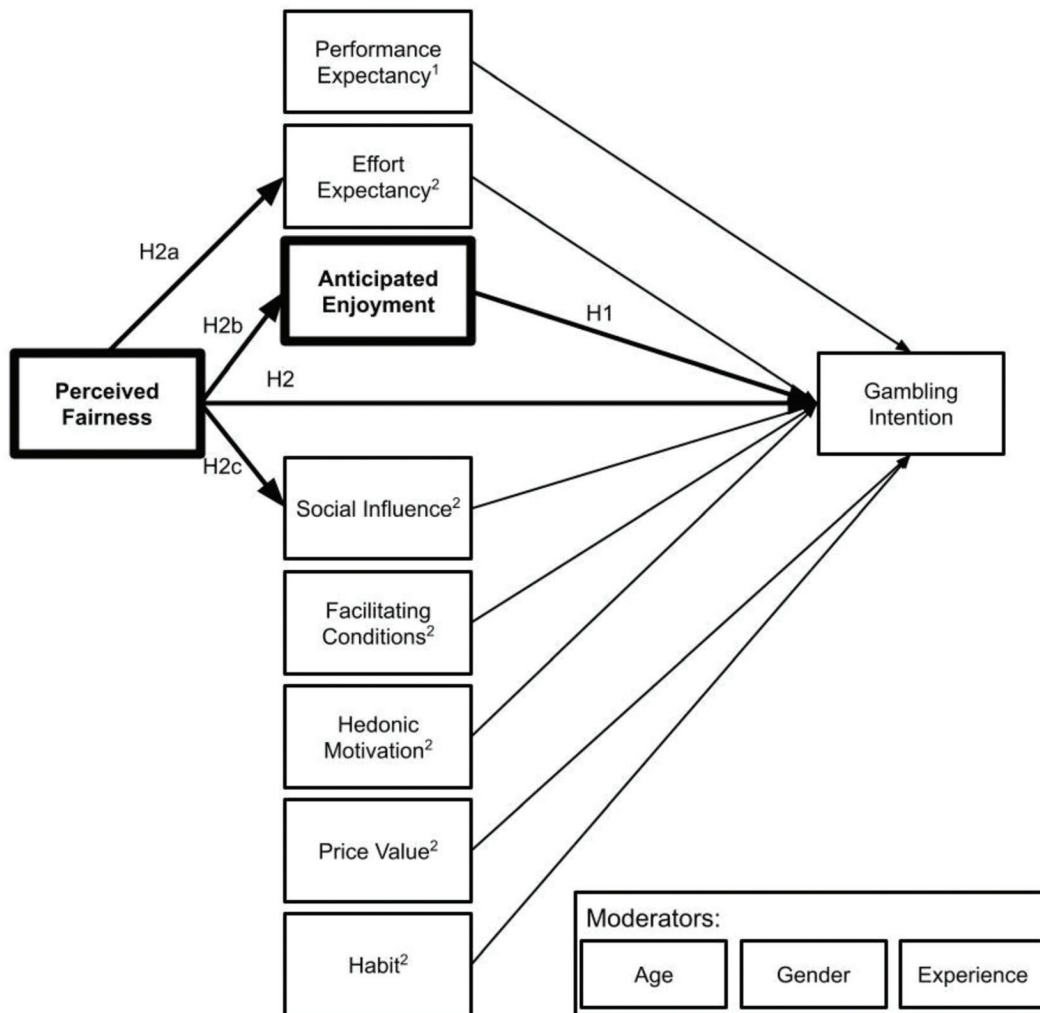 Performance
Expectancy¹
Effort
Expectancy²
H2a
Anticipated
Enjoyment
H1
H2b
Perceived
Fairness
H2
Gambling
Intention
H2c
Social Influence²
Facilitating
Conditions²
Hedonic
Motivation²
Price Value²
Habit²
Moderators:
Age
Gender
Experience